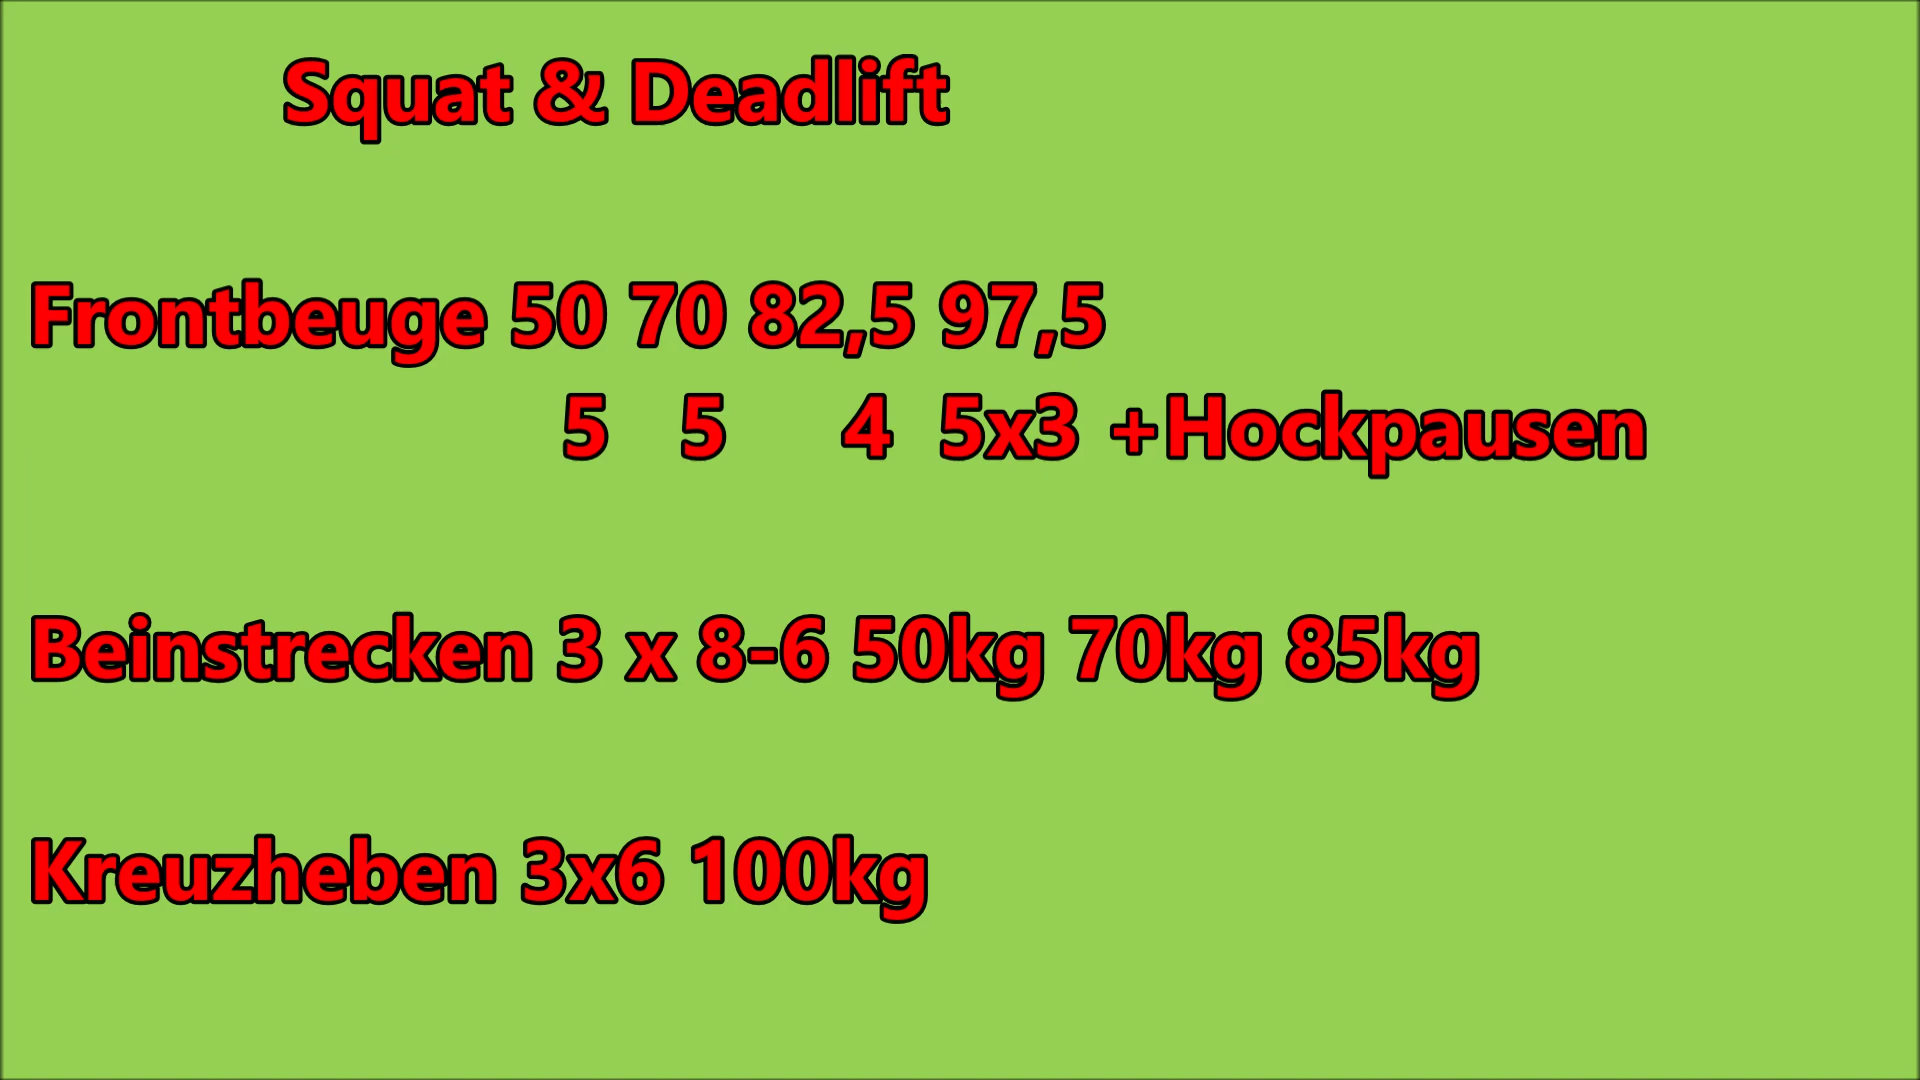 Squat & Deadlift
Frontbeuge 50 70 82,5 97,5
5 5 4 5x3 +Hockpausen
Beinstrecken 3 x 8-6 50kg 70kg 85kg
Kreuzheben 3x6 100kg